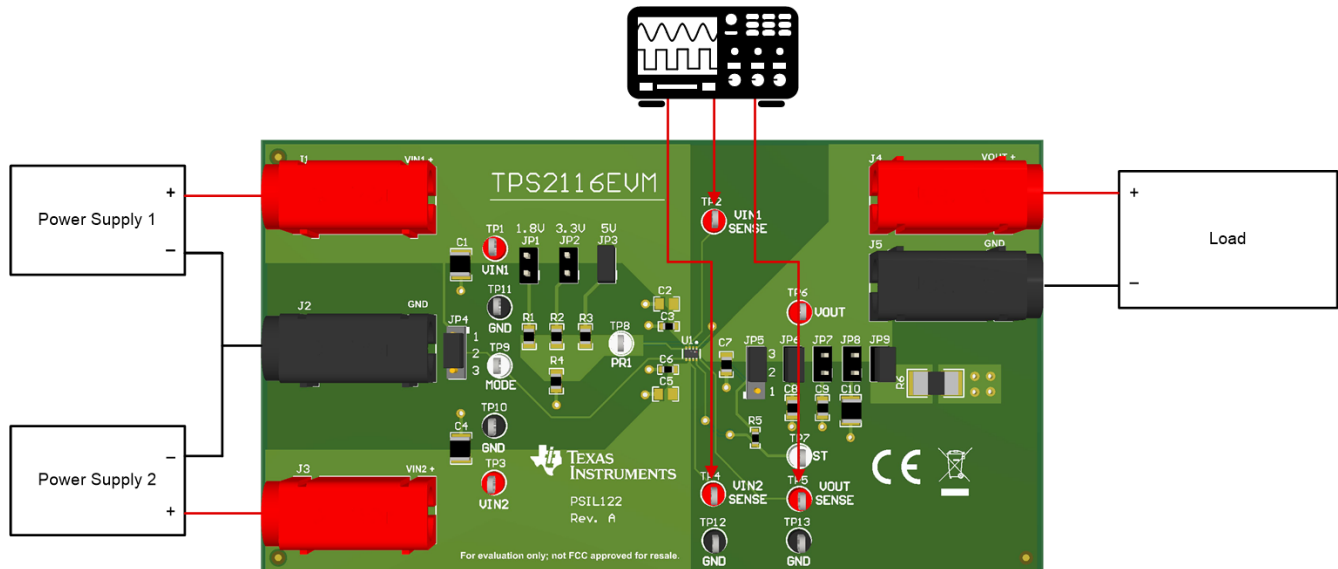 J1
VIN1 +
TPS2116EVM
J4
VOUT +
Power Supply 1
+
−
+
−
Load
TP2
VIN1
SENSE
TP1
VIN1
1.8V
3.3V
5V
JP1
JP2
JP3
C1
J5
GND
TP11
GND
C2
C3
TP6
VOUT
J2
GND
JP4
1
2
3
TP9
MODE
R1
R2
R3
TP8
PR1
U1
C7
JP5
3
2
1
JP6
JP7
JP8
JP9
R4
C6
C5
C8
C9
C10
R6
TP10
GND
C4
R5
TP7
ST
Power Supply 2
−
+
J3
VIN2 +
TP3
VIN2
TEXAS
INSTRUMENTS
PSIL122
Rev. A
TP4
VIN2
SENSE
TP5
VOUT
SENSE
CE
TP12
GND
TP13
GND
For evaluation only; not FCC approved for resale.